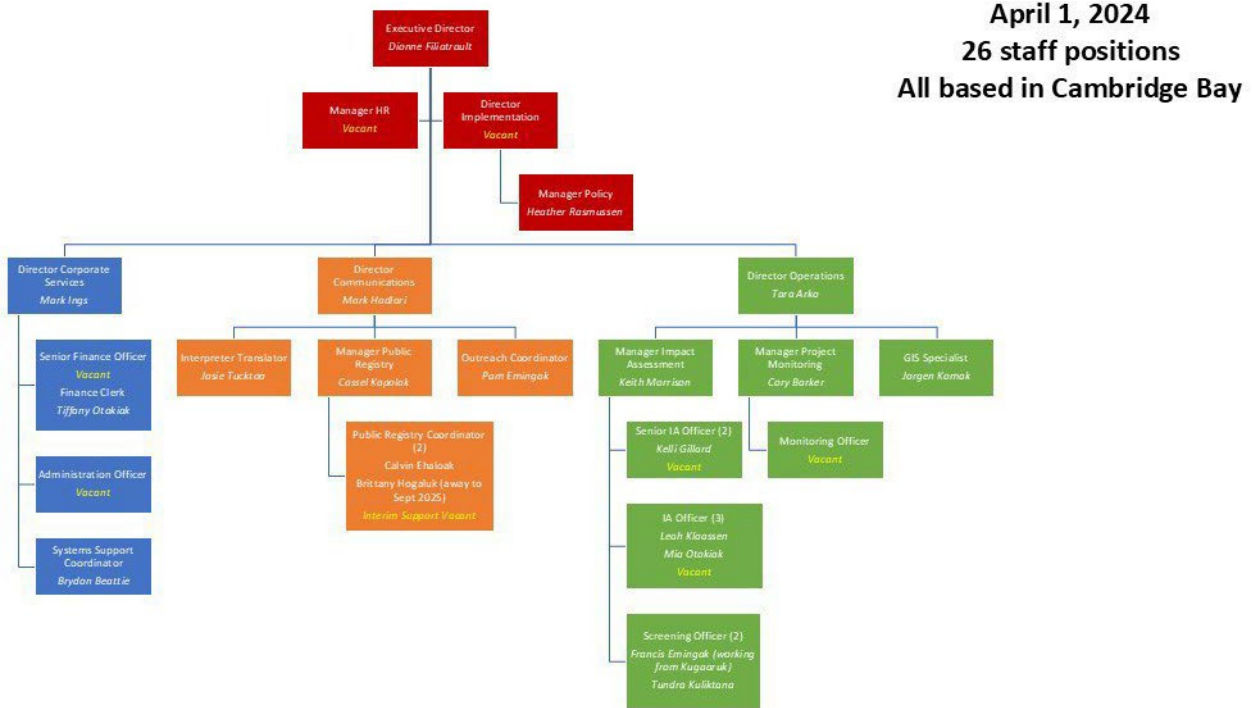 April 1, 2024
26 staff positions
All based in Cambridge Bay
Executive Director
Dionne Filiatrault
Manager HR
Vacant
Director
Implementation
Vacant
Manager Policy
Heather Rasmussen
Director Corporate
Services
Mark Ings
Director
Communications
Mark Hadlari
Director Operations
Tara Arko
Senior Finance Officer
Vacant
Finance Clerk
Tiffany Otokiak
Administration Officer
Vacant
Systems Support
Coordinator
Brydon Beattie
Interpreter Translator
Josie Tucktoo
Manager Public
Registry
Cassel Kapolak
Outreach Coordinator
Pam Emingak
Public Registry Coordinator
(2)
Calvin Ehaloak
Brittany Hogaluk (away to
Sept 2025)
Interim Support Vacant
Manager Impact
Assessment
Keith Morrison
Manager Project
Monitoring
Cory Barker
GIS Specialist
Jorgen Komak
Senior IA Officer (2)
Kelli Gillard
Vacant
Monitoring Officer
Vacant
IA Officer (3)
Leah Klaassen
Mia Otokiak
Vacant
Screening Officer (2)
Francis Emingak (working
from Kugaaruk)
Tundra Kuliktana